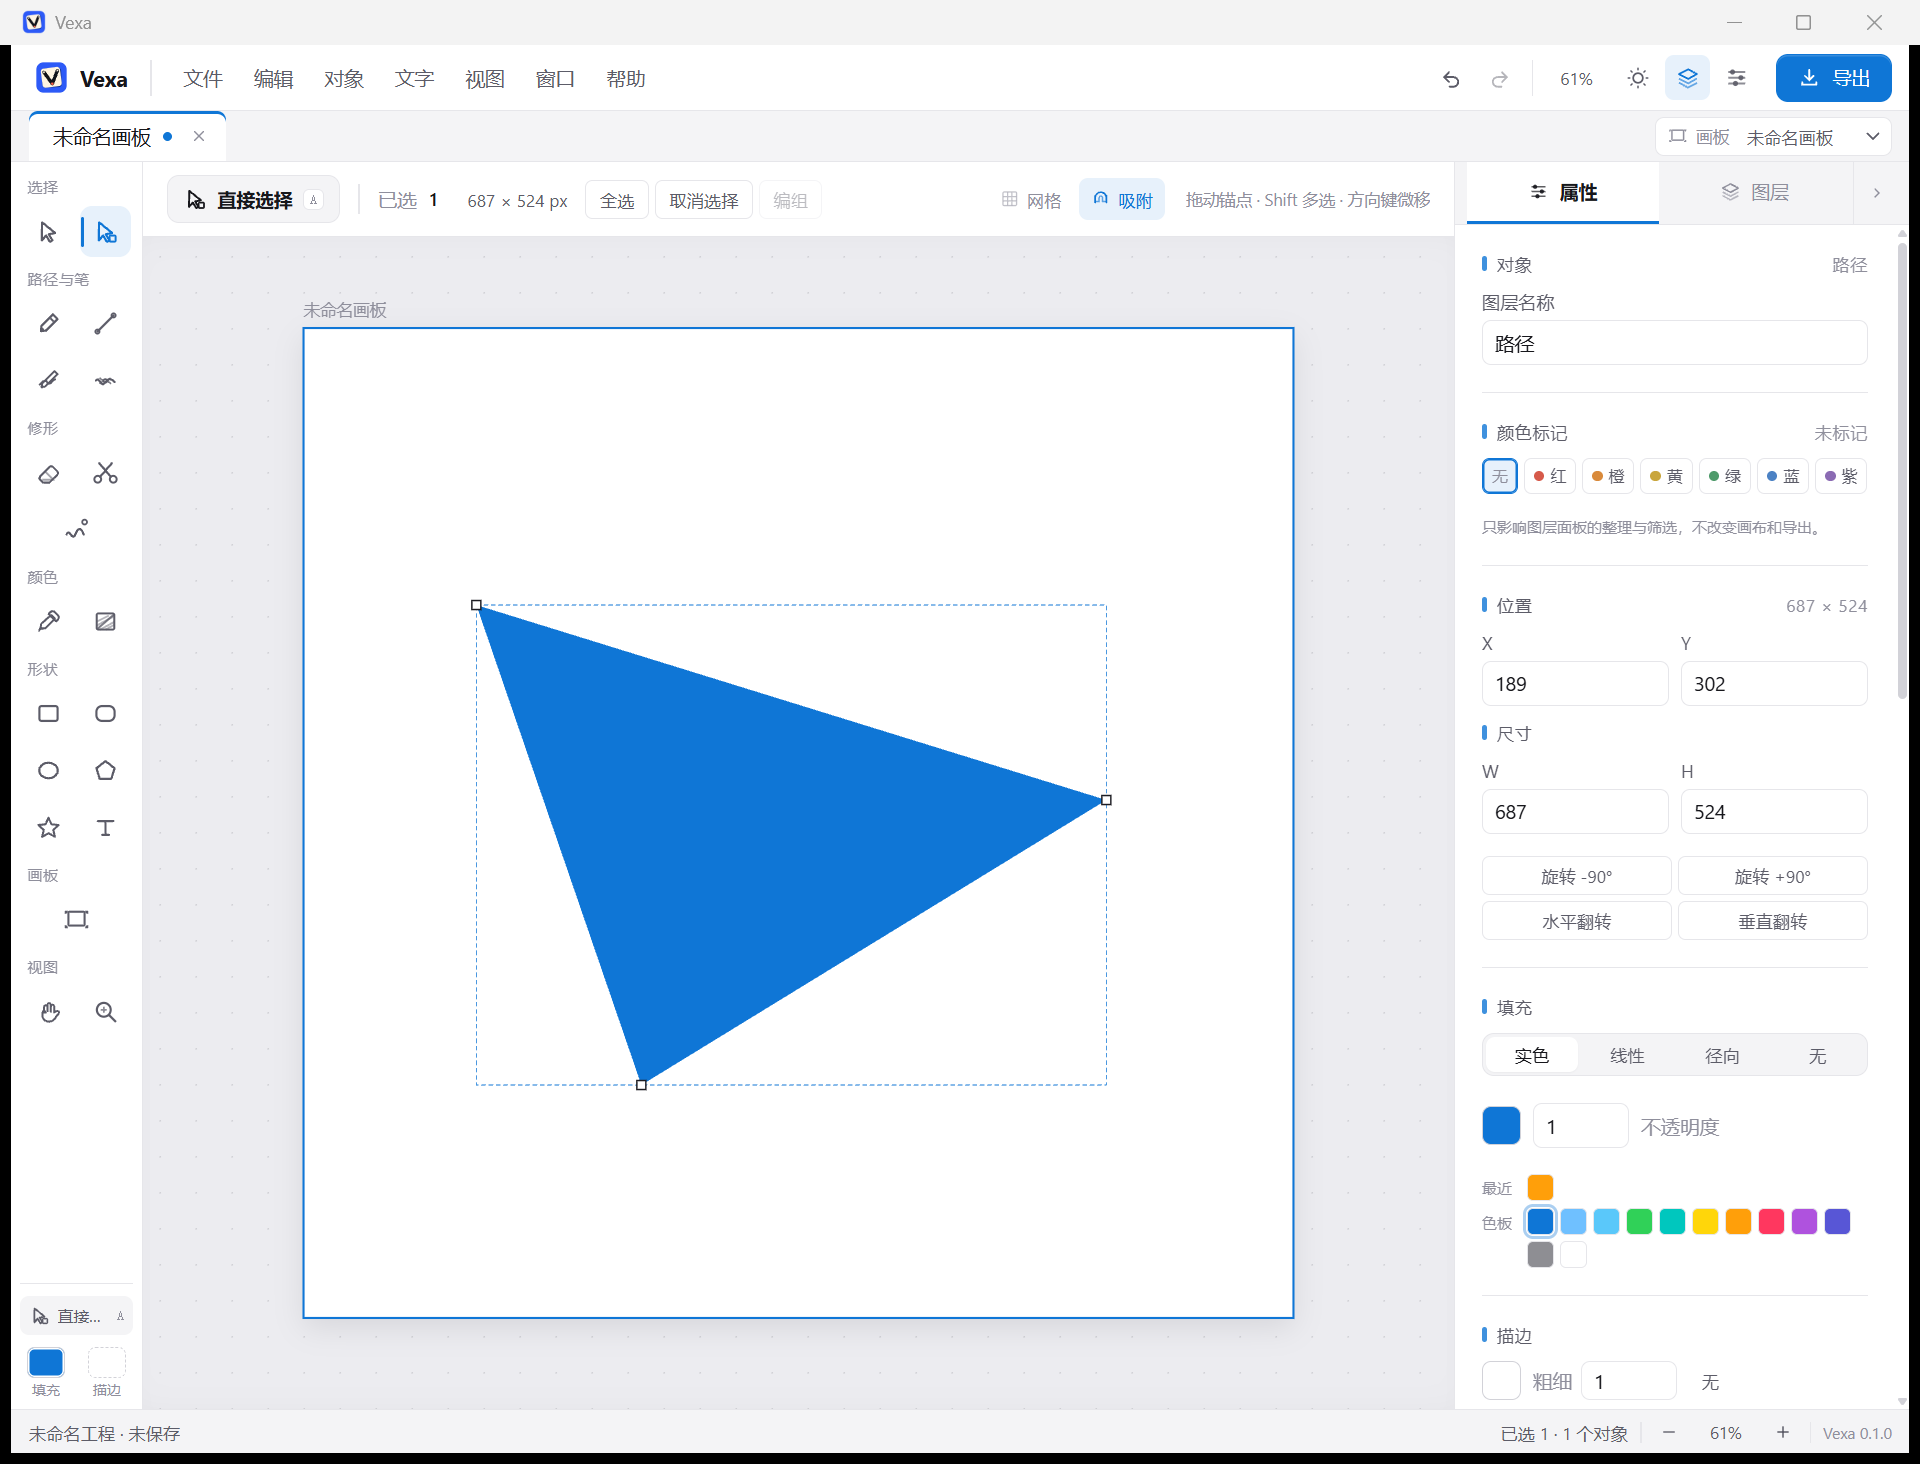 Vexa
Vexa 文件 编辑 对象 文字 视图 窗口 帮助 61% 导出
未命名画板 画板 未命名画板
选择
直接选择 A 已选 1 687 × 524 px 全选 取消选择 编组 网格 吸附 拖动锚点 · Shift 多选 · 方向键微移
属性 图层
路径与笔
修形
颜色
形状
画板
视图
直接... A
填充 描边
未命名画板
对象 路径
图层名称
路径
颜色标记 未标记
无 红 橙 黄 绿 蓝 紫
只影响图层面板的整理与筛选，不改变画布和导出。
位置 687 × 524
X Y
189 302
尺寸
W H
687 524
旋转 -90° 旋转 +90°
水平翻转 垂直翻转
填充
实色 线性 径向 无
1 不透明度
最近
色板
描边
粗细 1 无
未命名工程 · 未保存 已选 1 · 1 个对象 − 61% + Vexa 0.1.0